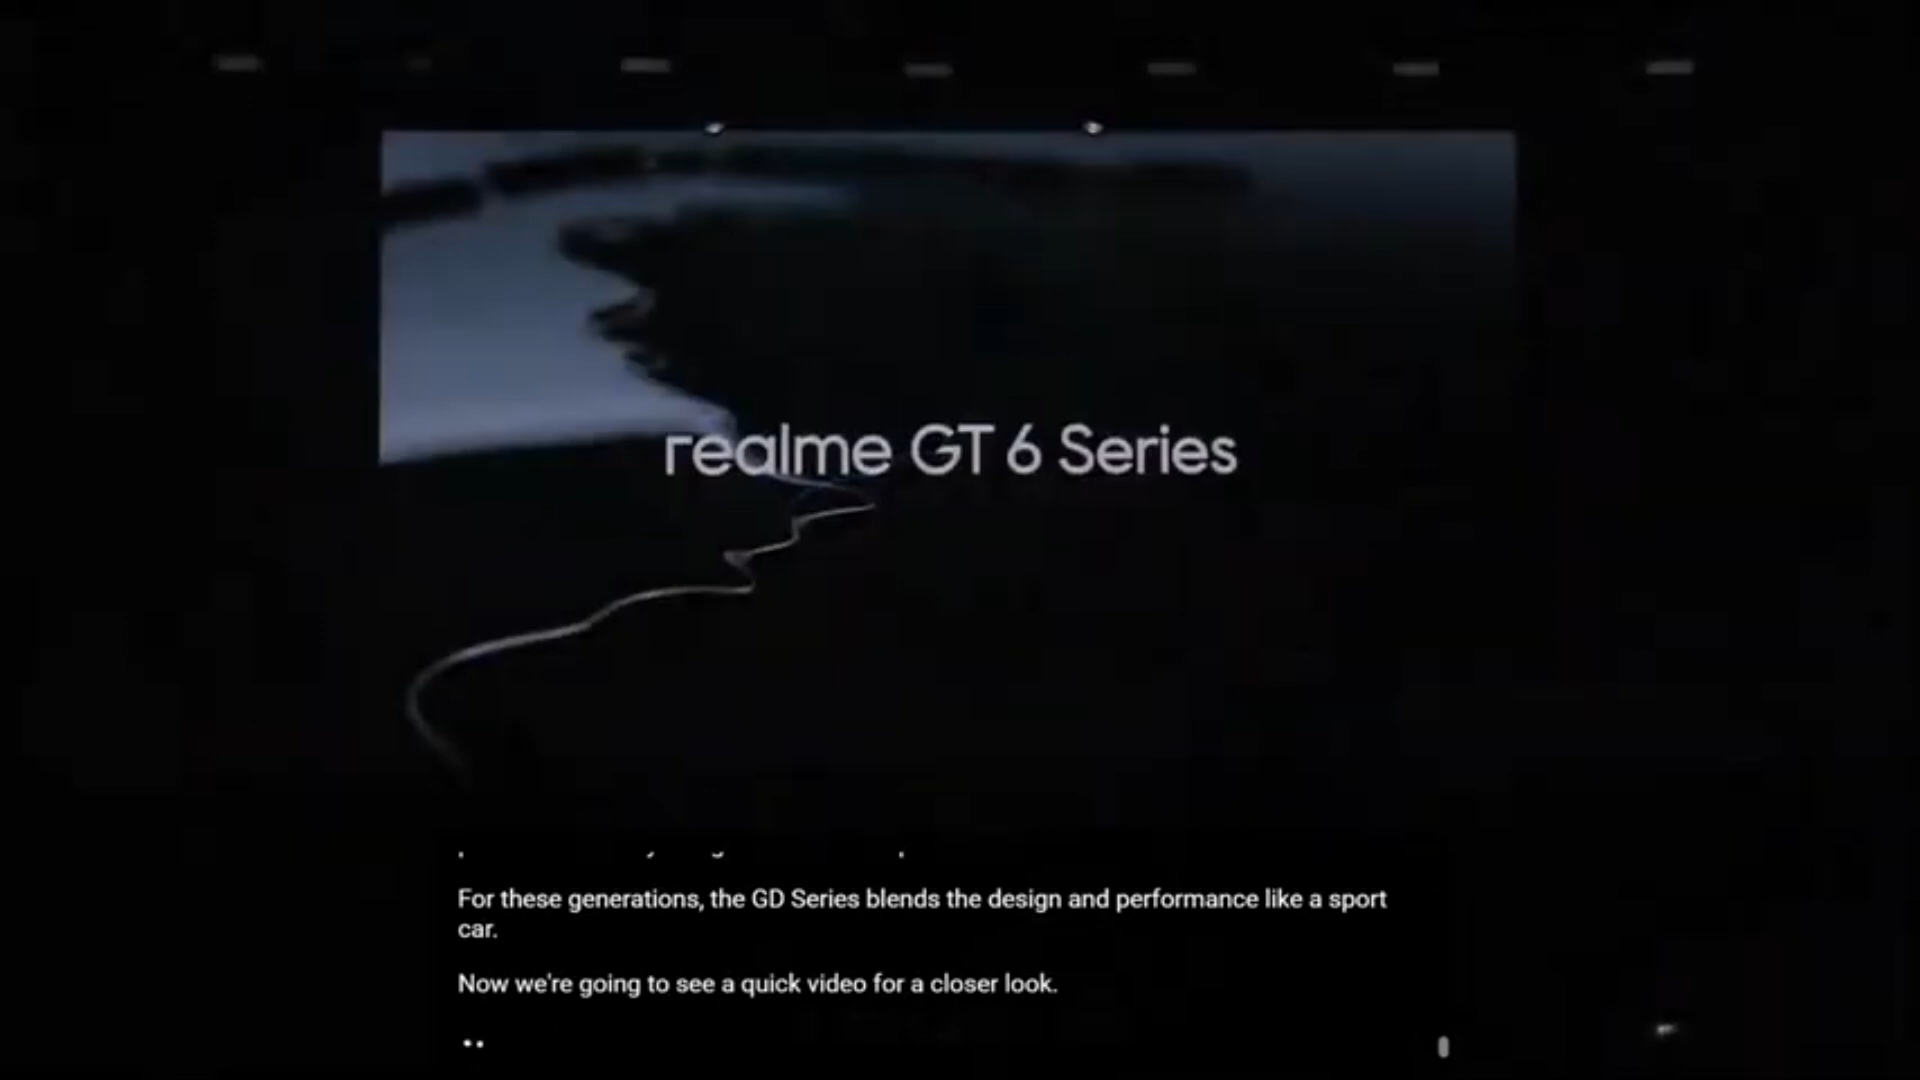 realme GT 6 Series
For these generations, the GD Series blends the design and performance like a sport
car.
Now we're going to see a quick video for a closer look.
..